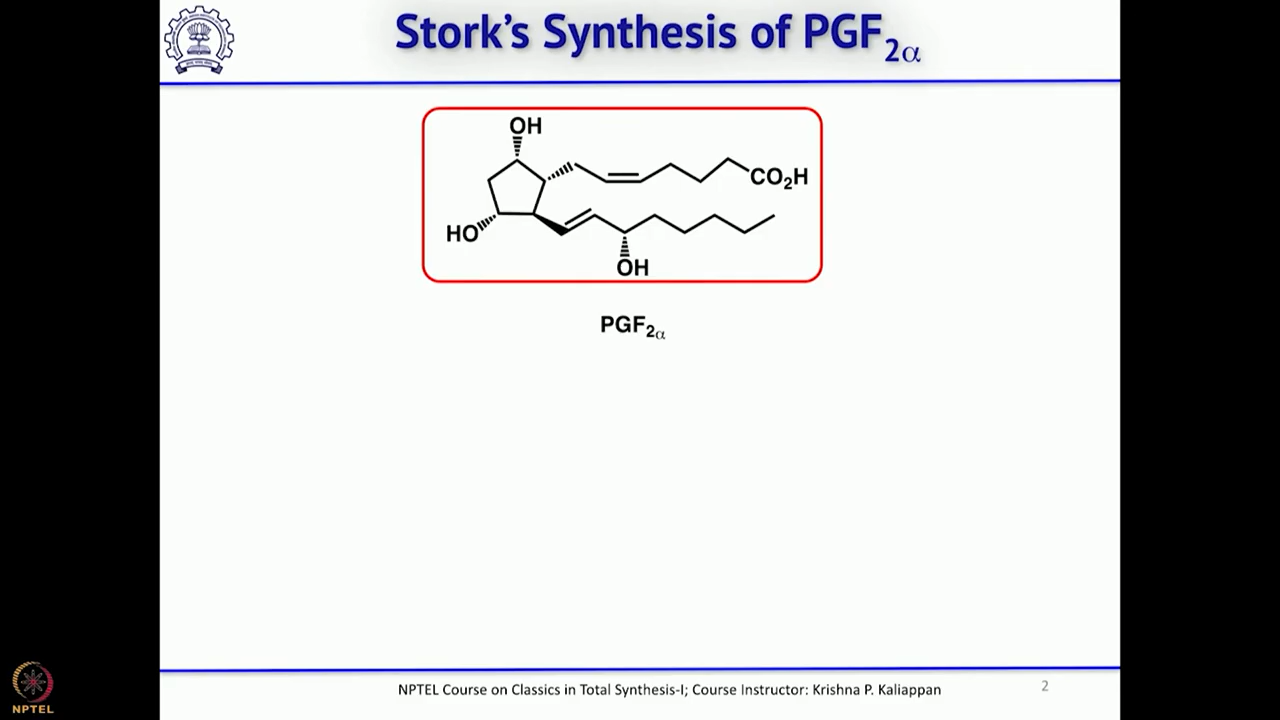 Stork's Synthesis of PGF2α
OH
CO2H
HO
OH
PGF2α
NPTEL Course on Classics in Total Synthesis-I; Course Instructor: Krishna P. Kaliappan
2
NPTEL